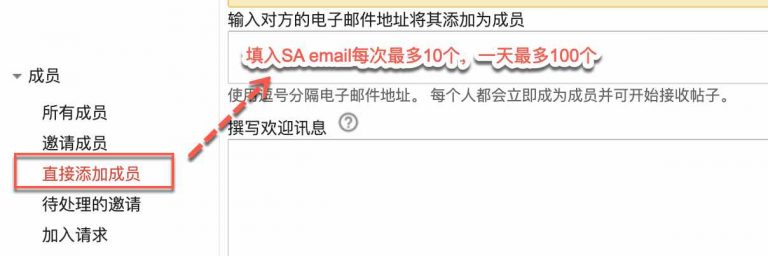 输入对方的电子邮件地址将其添加为成员
填入SA email每次最多10个，一天最多100个
成员
所有成员
使用逗号分隔电子邮件地址。 每个人都会立即成为成员并可开始接收帖子。
邀请成员
撰写欢迎讯息 ?
直接添加成员
待处理的邀请
加入请求